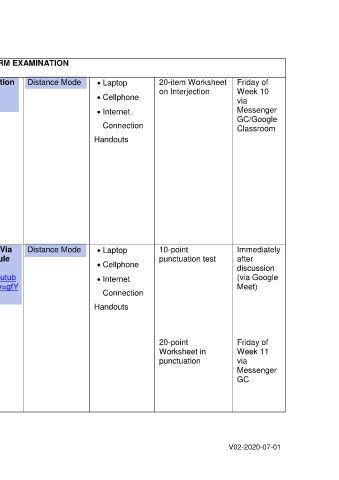 RM EXAMINATION
tion
Distance Mode
• Laptop
• Cellphone
• Internet
Connection
Handouts
20-item Worksheet
on Interjection
Friday of
Week 10
via
Messenger
GC/Google
Classroom
Via
ule
utub
v=gfY
Distance Mode
• Laptop
• Cellphone
• Internet
Connection
Handouts
10-point
punctuation test
Immediately
after
discussion
(via Google
Meet)
20-point
Worksheet in
punctuation
Friday of
Week 11
via
Messenger
GC
V02-2020-07-01